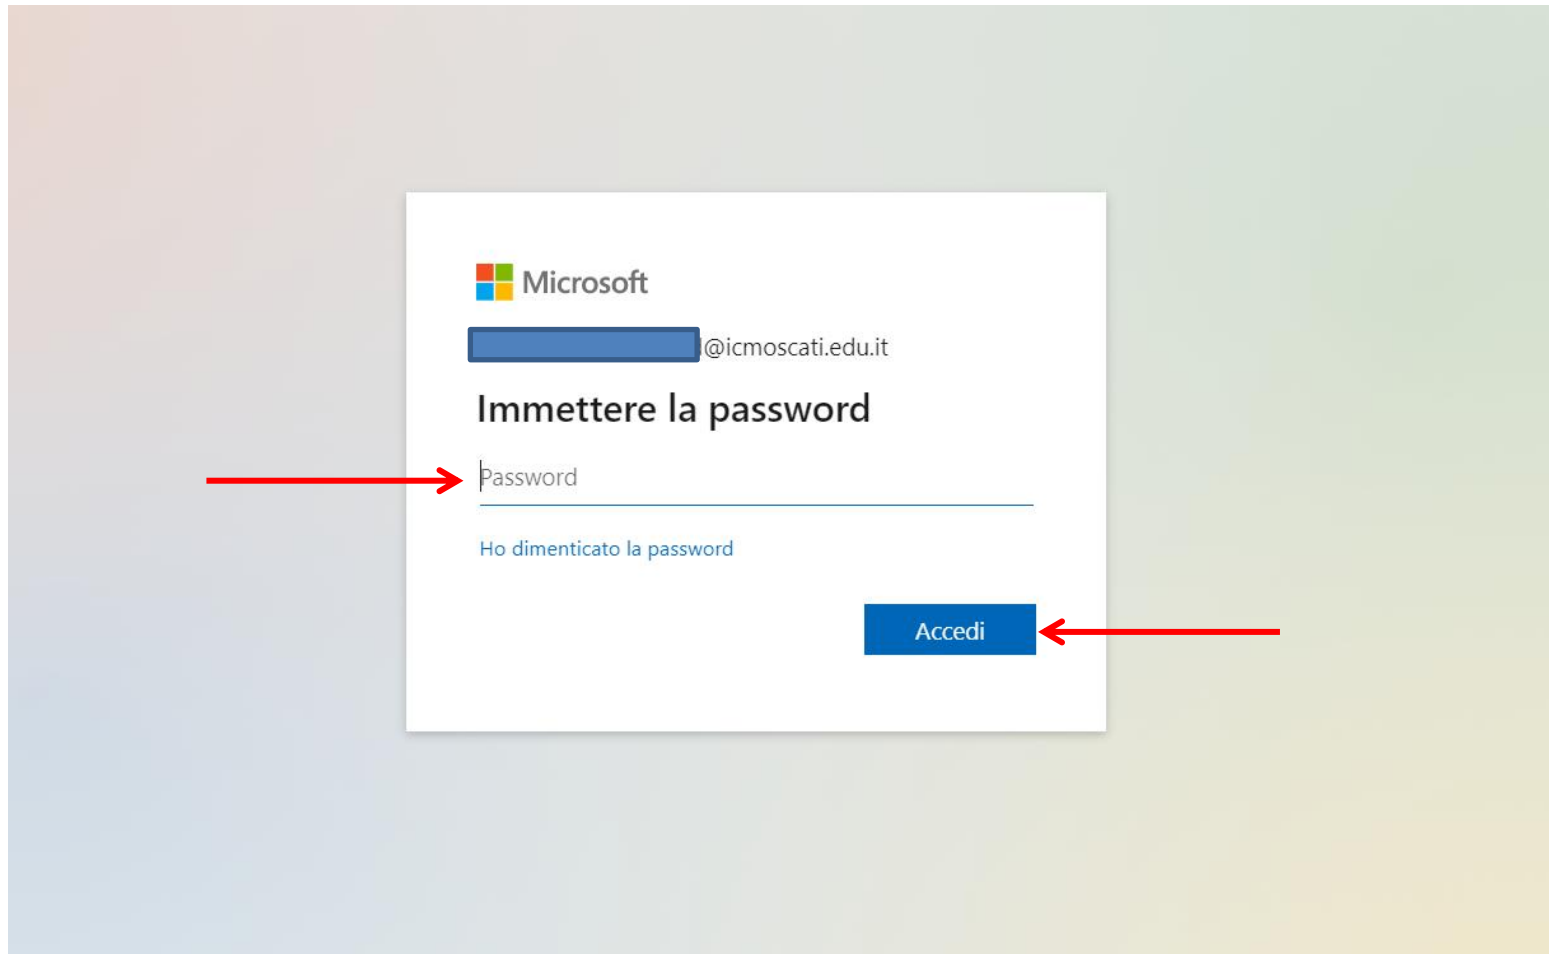 Microsoft
@icmoscati.edu.it
Immettere la password
Password
Ho dimenticato la password
Accedi